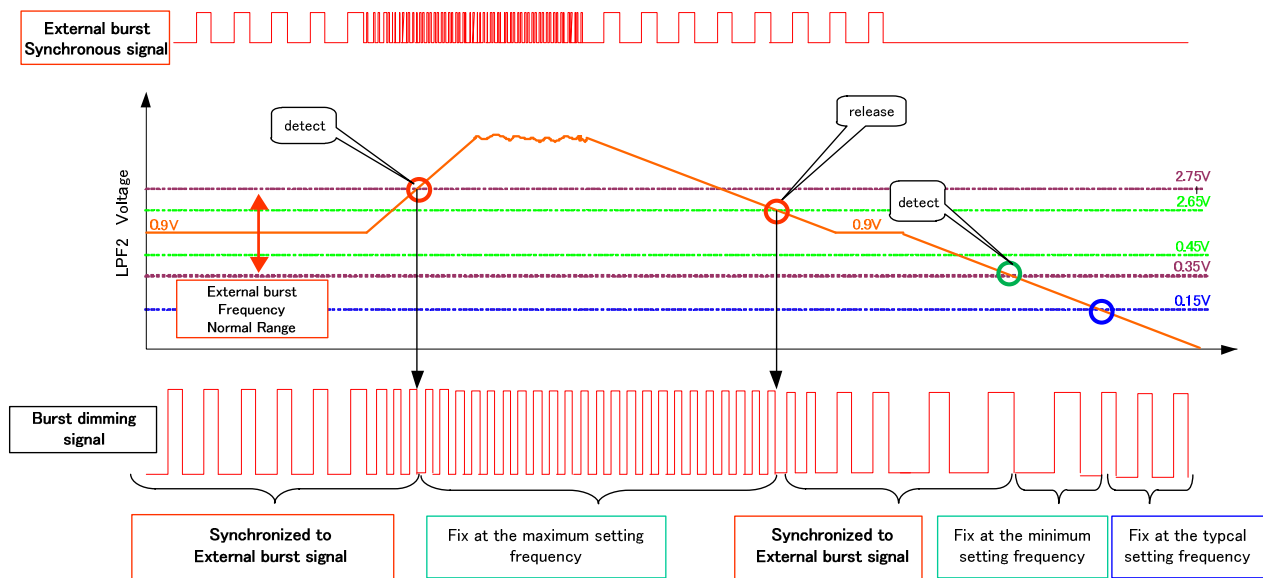 External burst
Synchronous signal
detect
release
LPF2 Voltage
2.75V
detect
2.65V
0.9V
0.9V
0.45V
0.35V
External burst
Frequency
Normal Range
0.15V
Burst dimming
signal
Synchronized to
External burst signal
Fix at the maximum setting
frequency
Synchronized to
External burst signal
Fix at the minimum
setting frequency
Fix at the typcal
setting frequency